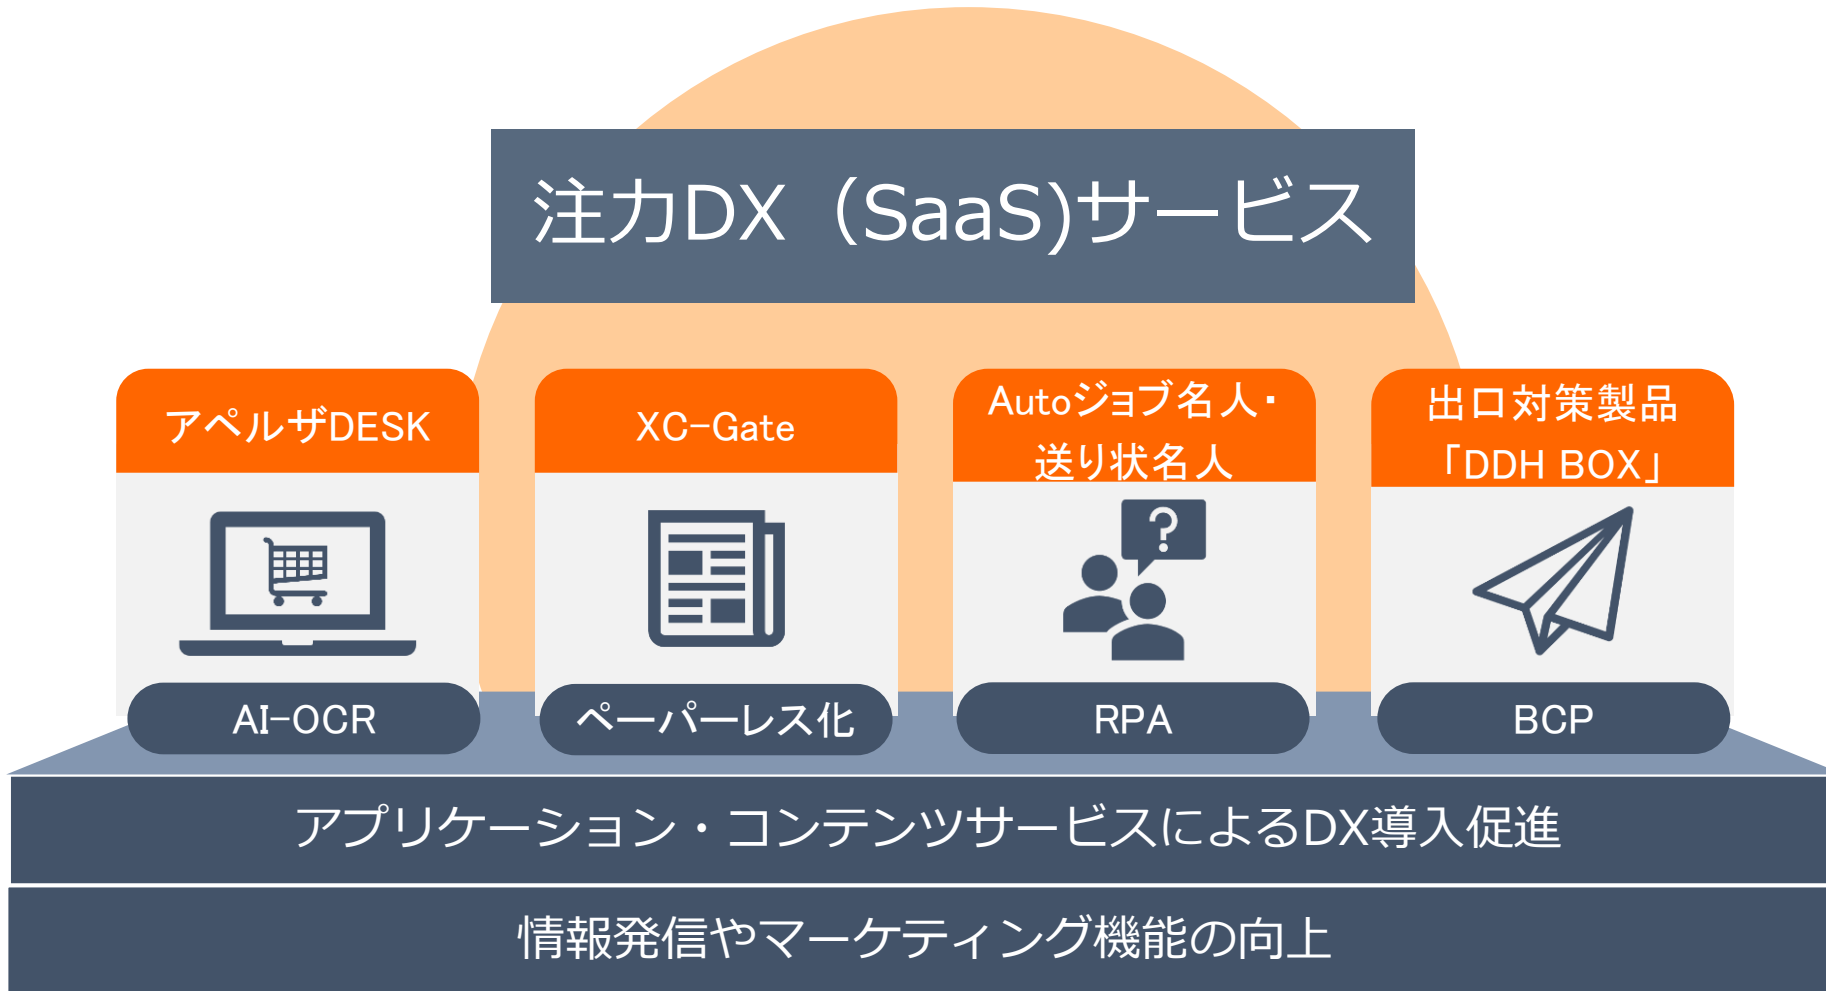 注力DX（SaaS)サービス
アペルザDESK
XC-Gate
Autoジョブ名人・
送り状名人
出口対策製品
「DDH BOX」
?
AI-OCR
ペーパーレス化
RPA
BCP
アプリケーション・コンテンツサービスによるDX導入促進
情報発信やマーケティング機能の向上